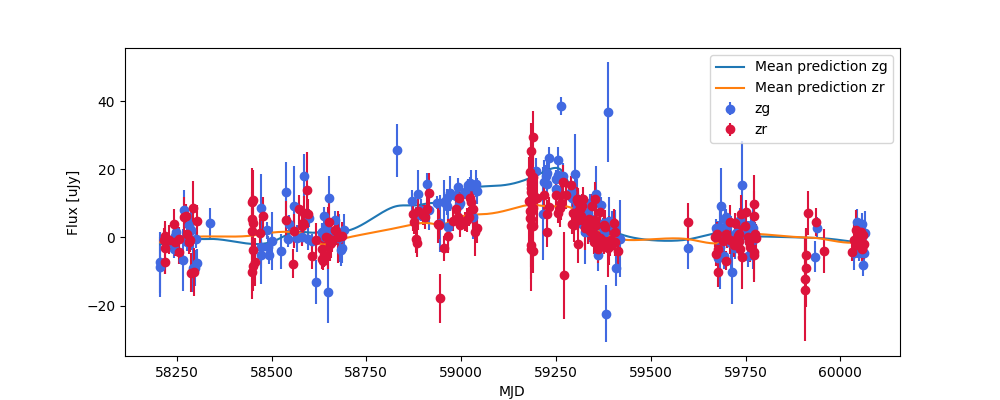 Mean prediction zg
Mean prediction zr
zg
zr
Flux [uJy]
40
20
0
−20
58250 58500 58750 59000 59250 59500 59750 60000
MJD